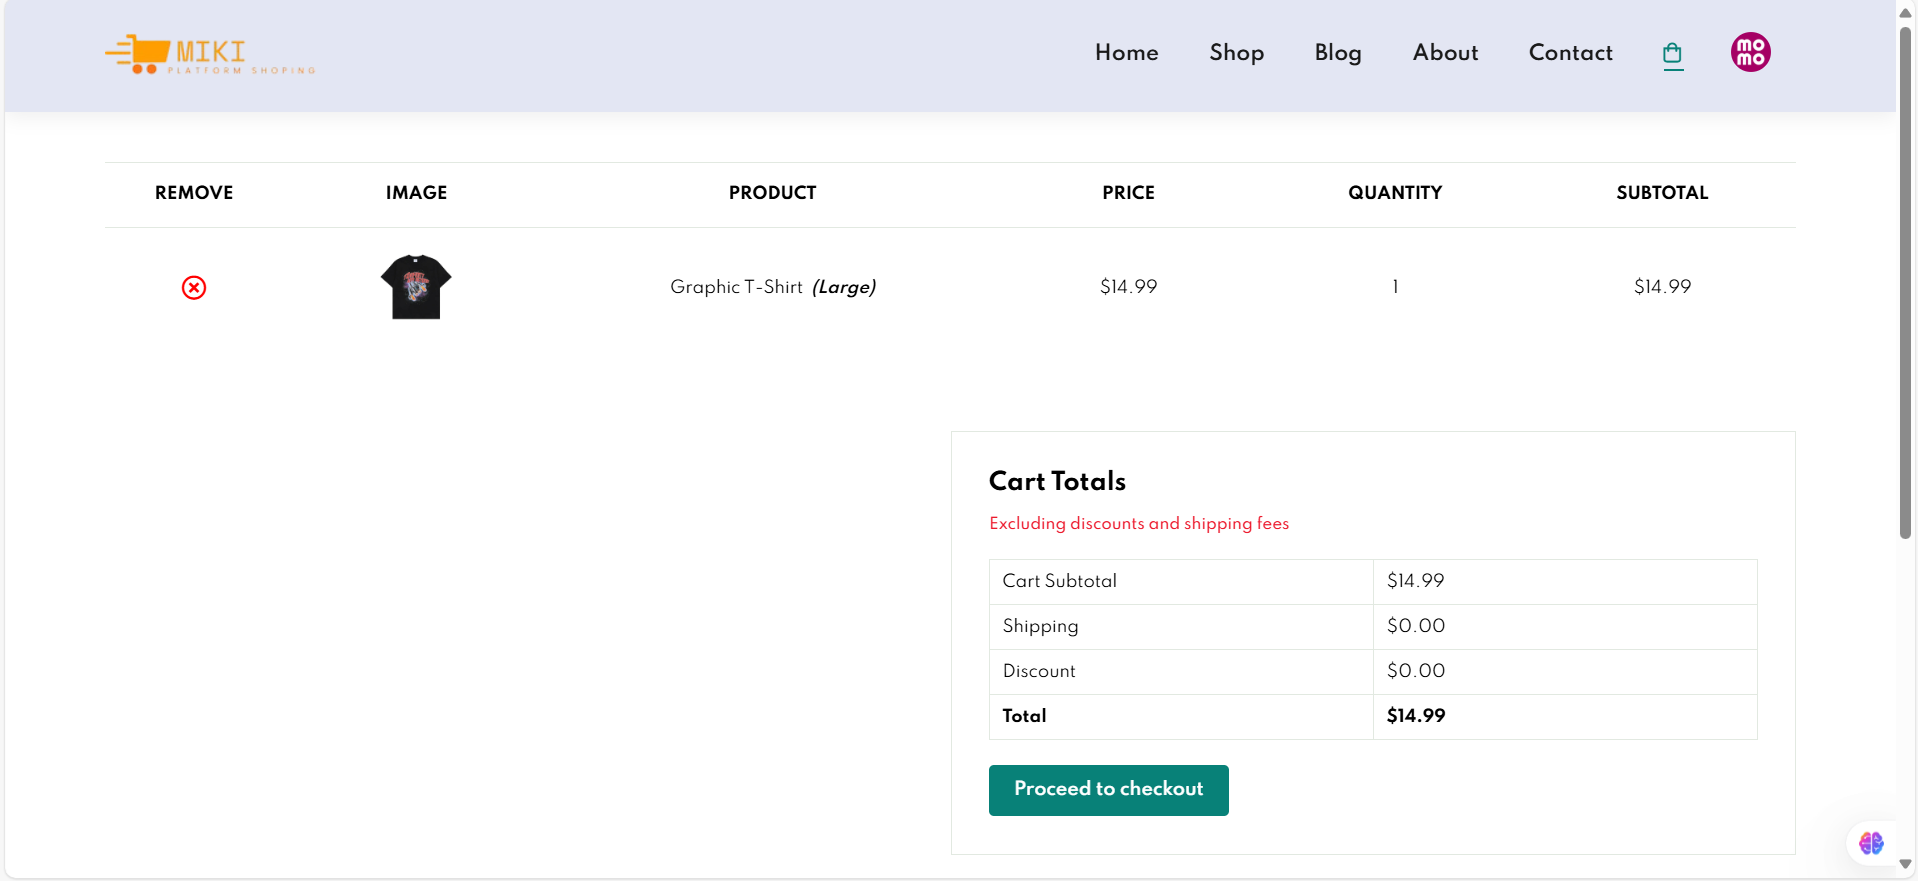 MIKI
PLATFORM SHOPING
Home Shop Blog About Contact
mo
mo
REMOVE IMAGE PRODUCT PRICE QUANTITY SUBTOTAL
Graphic T-Shirt (Large) $14.99 1 $14.99
Cart Totals
Excluding discounts and shipping fees
Cart Subtotal $14.99
Shipping $0.00
Discount $0.00
Total $14.99
Proceed to checkout